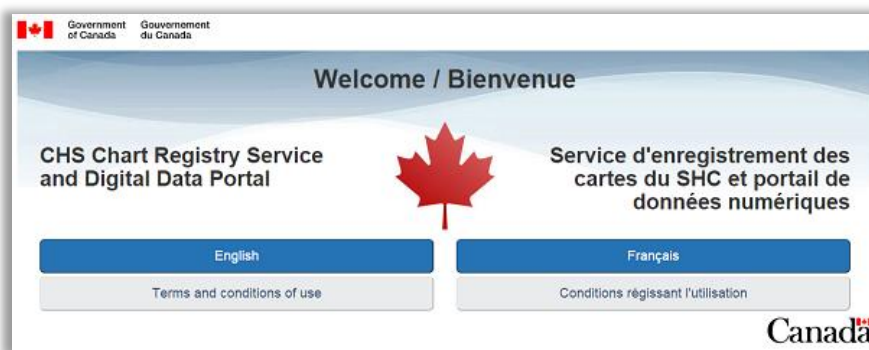 Government of Canada
Gouvernement du Canada
Welcome / Bienvenue
CHS Chart Registry Service
and Digital Data Portal
Service d'enregistrement des
cartes du SHC et portail de
données numériques
English
Français
Terms and conditions of use
Conditions régissant l'utilisation
Canada